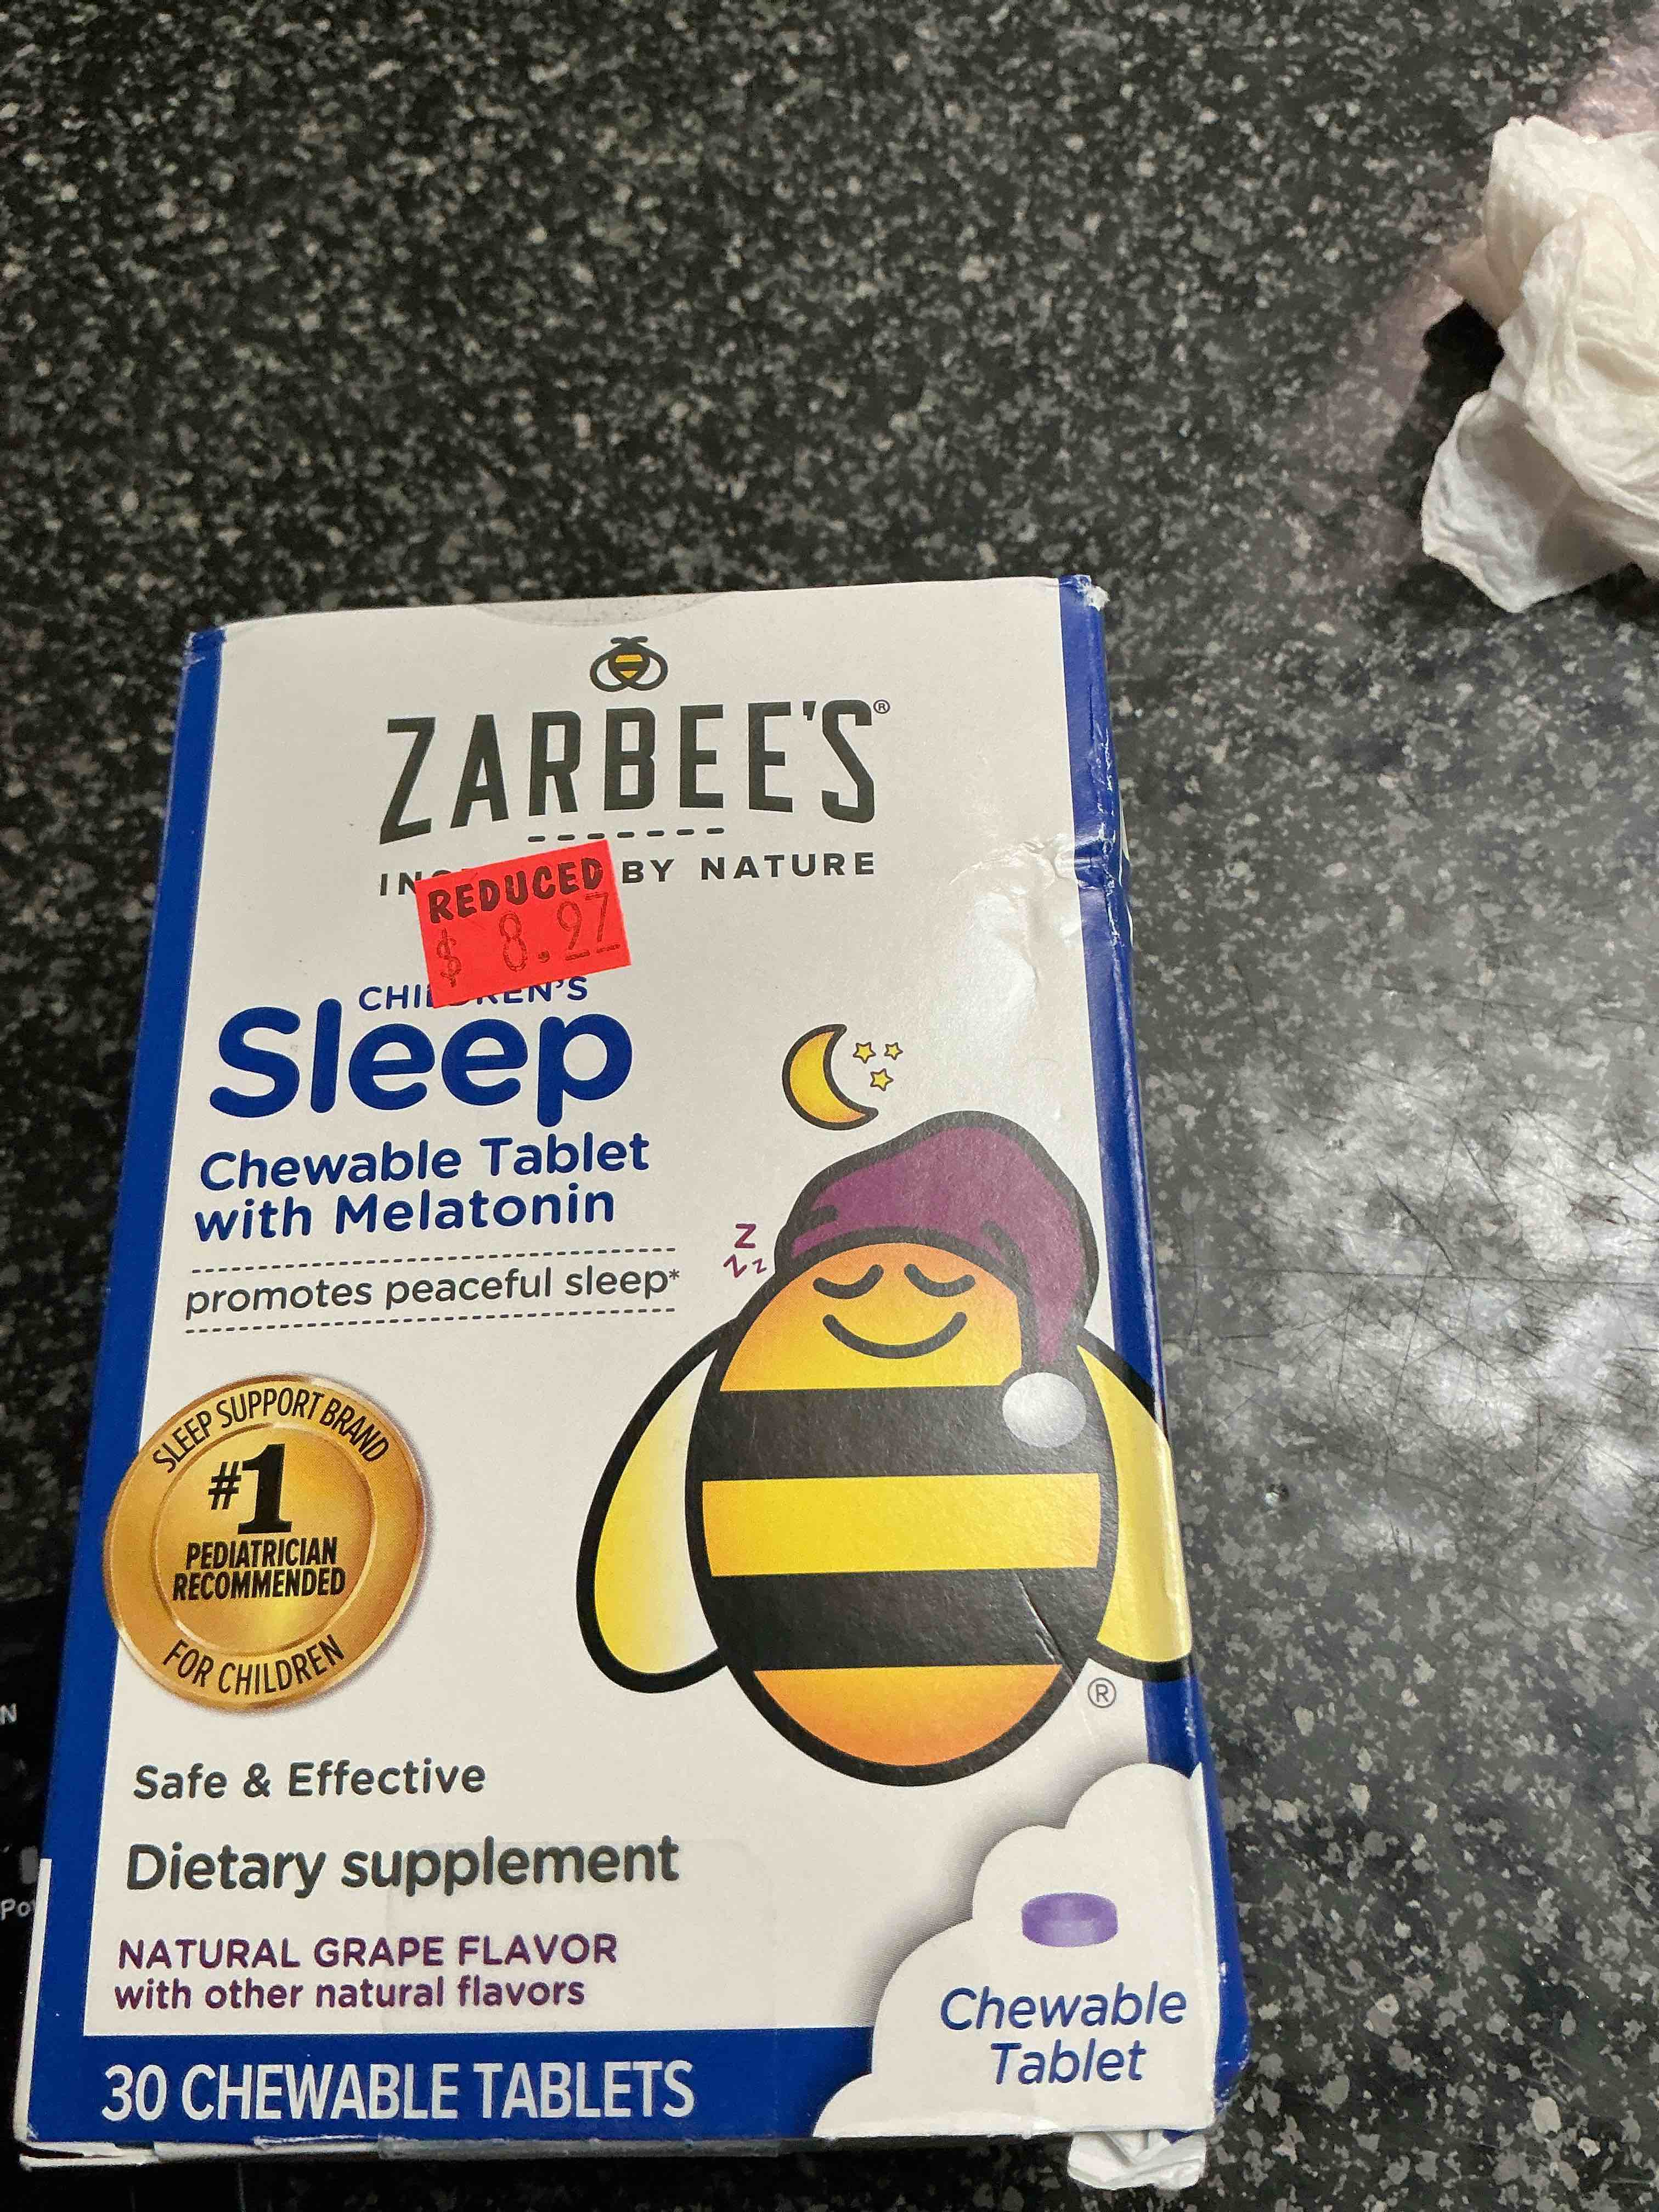 ZARBEE'S®
BY NATURE
REDUCED
$ 8.97
CHILDREN'S
Sleep
Chewable Tablet
with Melatonin
promotes peaceful sleep*
z
z z
SLEEP SUPPORT BRAND
#1
PEDIATRICIAN
RECOMMENDED
FOR CHILDREN
®
Safe & Effective
Dietary supplement
NATURAL GRAPE FLAVOR
with other natural flavors
Chewable
Tablet
30 CHEWABLE TABLETS